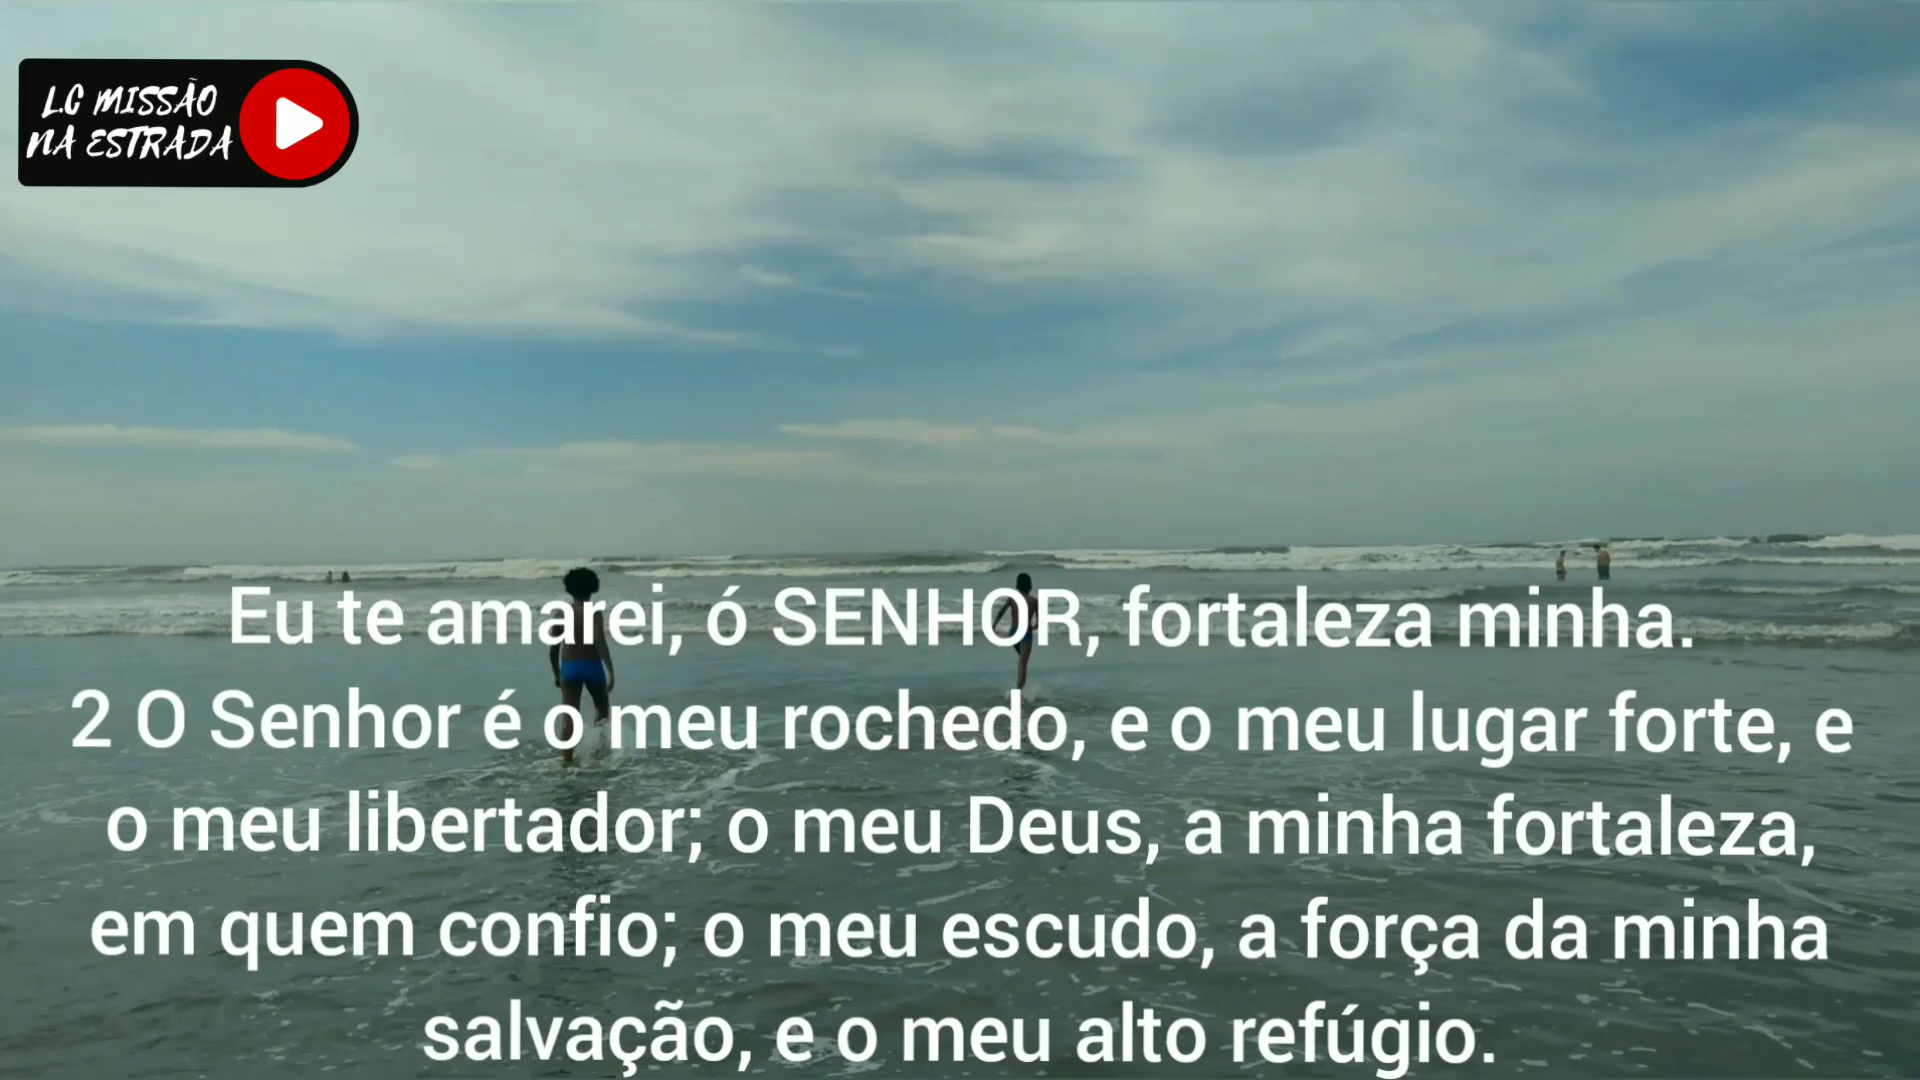 L.C MISSÃO
NA ESTRADA
Eu te amarei, ó SENHOR, fortaleza minha.
2 O Senhor é o meu rochedo, e o meu lugar forte, e
o meu libertador; o meu Deus, a minha fortaleza,
em quem confio; o meu escudo, a força da minha
salvação, e o meu alto refúgio.